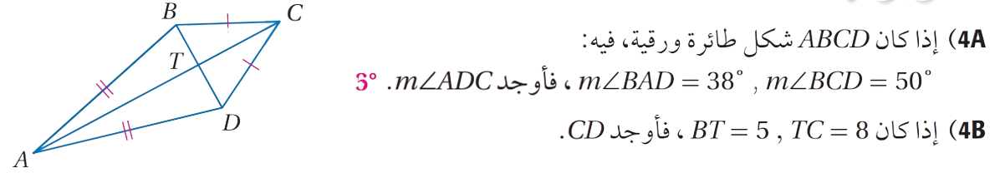 4A) إذا كان ABCD شكل طائرة ورقية، فيه:
m∠BAD = 38° , m∠BCD = 50° ، فأوجد m∠ADC. 3°
4B) إذا كان BT = 5 , TC = 8 ، فأوجد CD.
B
C
T
D
A